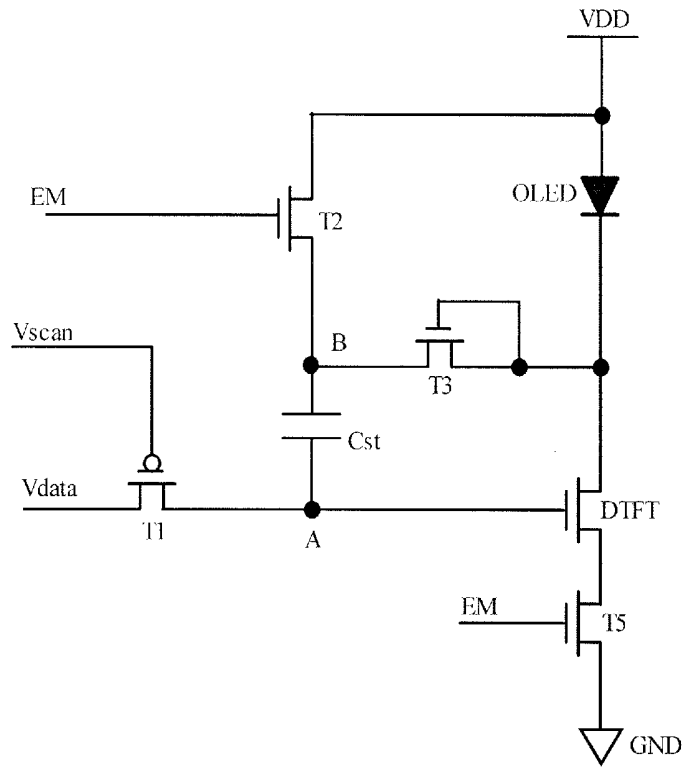 VDD
OLED
EM
T2
Vscan
B
T3
Cst
Vdata
T1
A
DTFT
EM
T5
GND